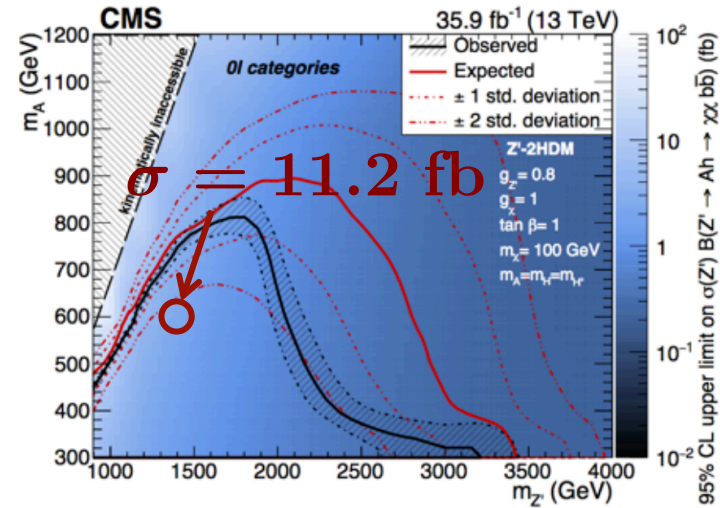 CMS
35.9 fb⁻¹ (13 TeV)
m_A (GeV)
1200
1100
1000
900
800
700
600
500
400
300
1000
1500
2000
2500
3000
3500
4000
m_Z' (GeV)
kinematically inaccessible
0l categories
Observed
Expected
± 1 std. deviation
± 2 std. deviation
Z'-2HDM
g_Z' = 0.8
g_χ = 1
tan β= 1
m_χ= 100 GeV
m_A=m_H=m_H±
σ = 11.2 fb
10²
10
1
10⁻¹
10⁻²
95% CL upper limit on σ(Z') B(Z' → Ah → χχ bb̄) (fb)